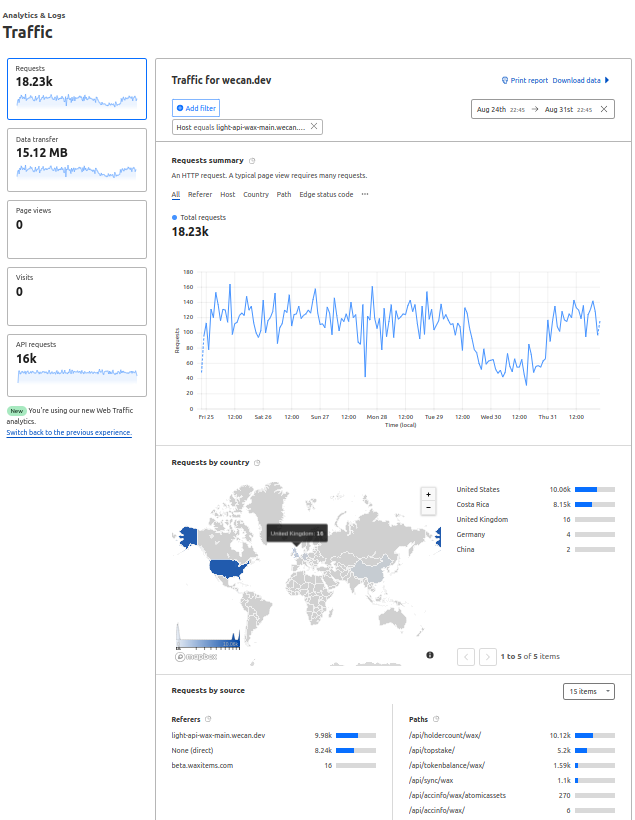 Analytics & Logs
Traffic
Requests
18.23k
Data transfer
15.12 MB
Page views
0
Visits
0
API requests
16k
New You're using our new Web Traffic
analytics.
Switch back to the previous experience.
Traffic for wecan.dev
Print report Download data
Add filter
Aug 24th 22:45 → Aug 31st 22:45
Host equals light-api-wax-main.wecan....
Requests summary
An HTTP request. A typical page view requires many requests.
All Referer Host Country Path Edge status code ···
Total requests
18.23k
180
160
140
120
100
80
60
40
20
0
Requests
Fri 25 12:00 Sat 26 12:00 Sun 27 12:00 Mon 28 12:00 Tue 29 12:00 Wed 30 12:00 Thu 31 12:00
Time (local)
Requests by country
United Kingdom: 16
+
−
mapbox
United States 10.06k
Costa Rica 8.15k
United Kingdom 16
Germany 4
China 2
1 to 5 of 5 items
Requests by source
15 items
Referers
light-api-wax-main.wecan.dev 9.98k
None (direct) 8.24k
beta.waxitems.com 16
Paths
/api/holdercount/wax/ 10.12k
/api/topstake/ 5.2k
/api/tokenbalance/wax/ 1.59k
/api/sync/wax 1.1k
/api/accinfo/wax/atomicassets 270
/api/accinfo/wax/ 6